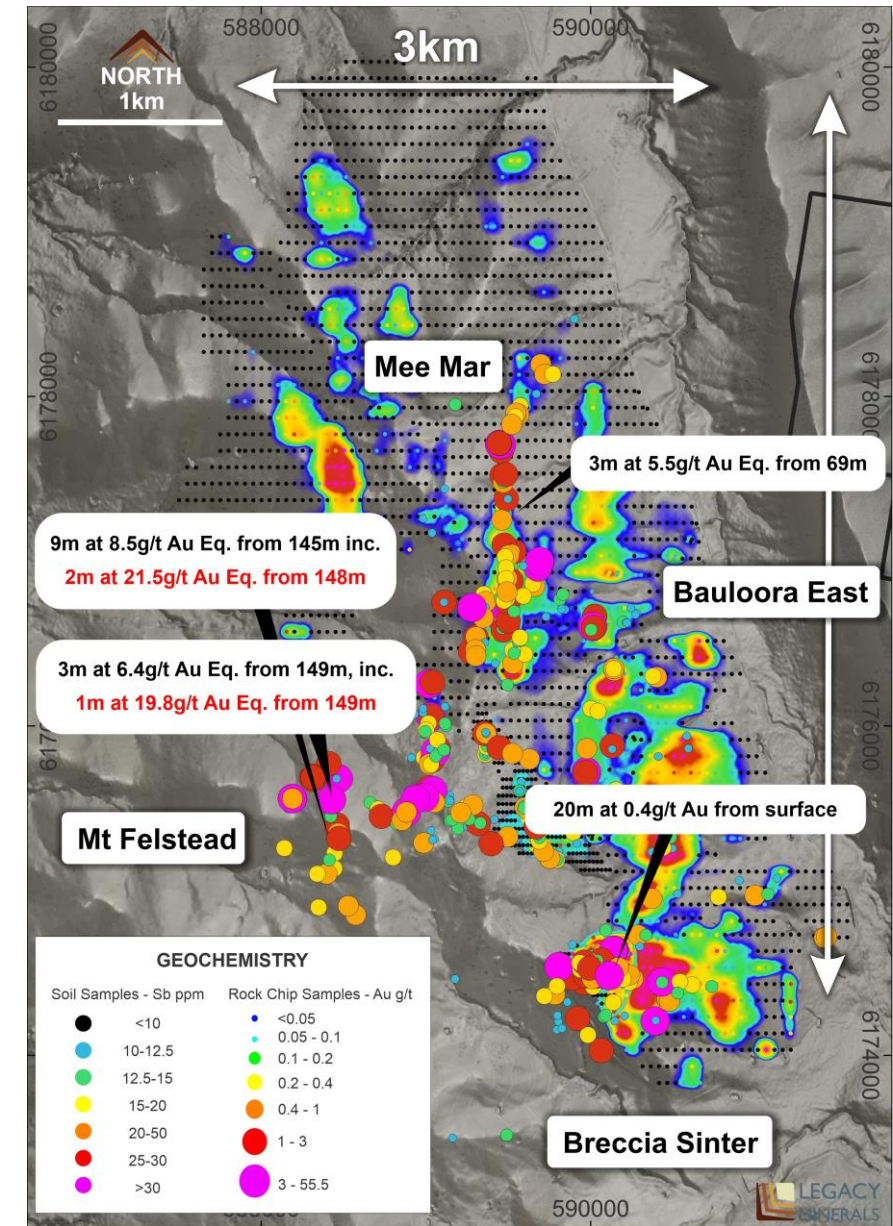 588000
590000
3km
6180000
6180000
NORTH
1km
Mee Mar
6178000
6178000
3m at 5.5g/t Au Eq. from 69m
9m at 8.5g/t Au Eq. from 145m inc.
2m at 21.5g/t Au Eq. from 148m
Bauloora East
3m at 6.4g/t Au Eq. from 149m, inc.
1m at 19.8g/t Au Eq. from 149m
6176000
20m at 0.4g/t Au from surface
Mt Felstead
GEOCHEMISTRY
Soil Samples - Sb ppm
Rock Chip Samples - Au g/t
<10
<0.05
10-12.5
0.05 - 0.1
12.5-15
0.1 - 0.2
15-20
0.2 - 0.4
20-50
0.4 - 1
25-30
1 - 3
>30
3 - 55.5
6174000
Breccia Sinter
590000
LEGACY
MINERALS